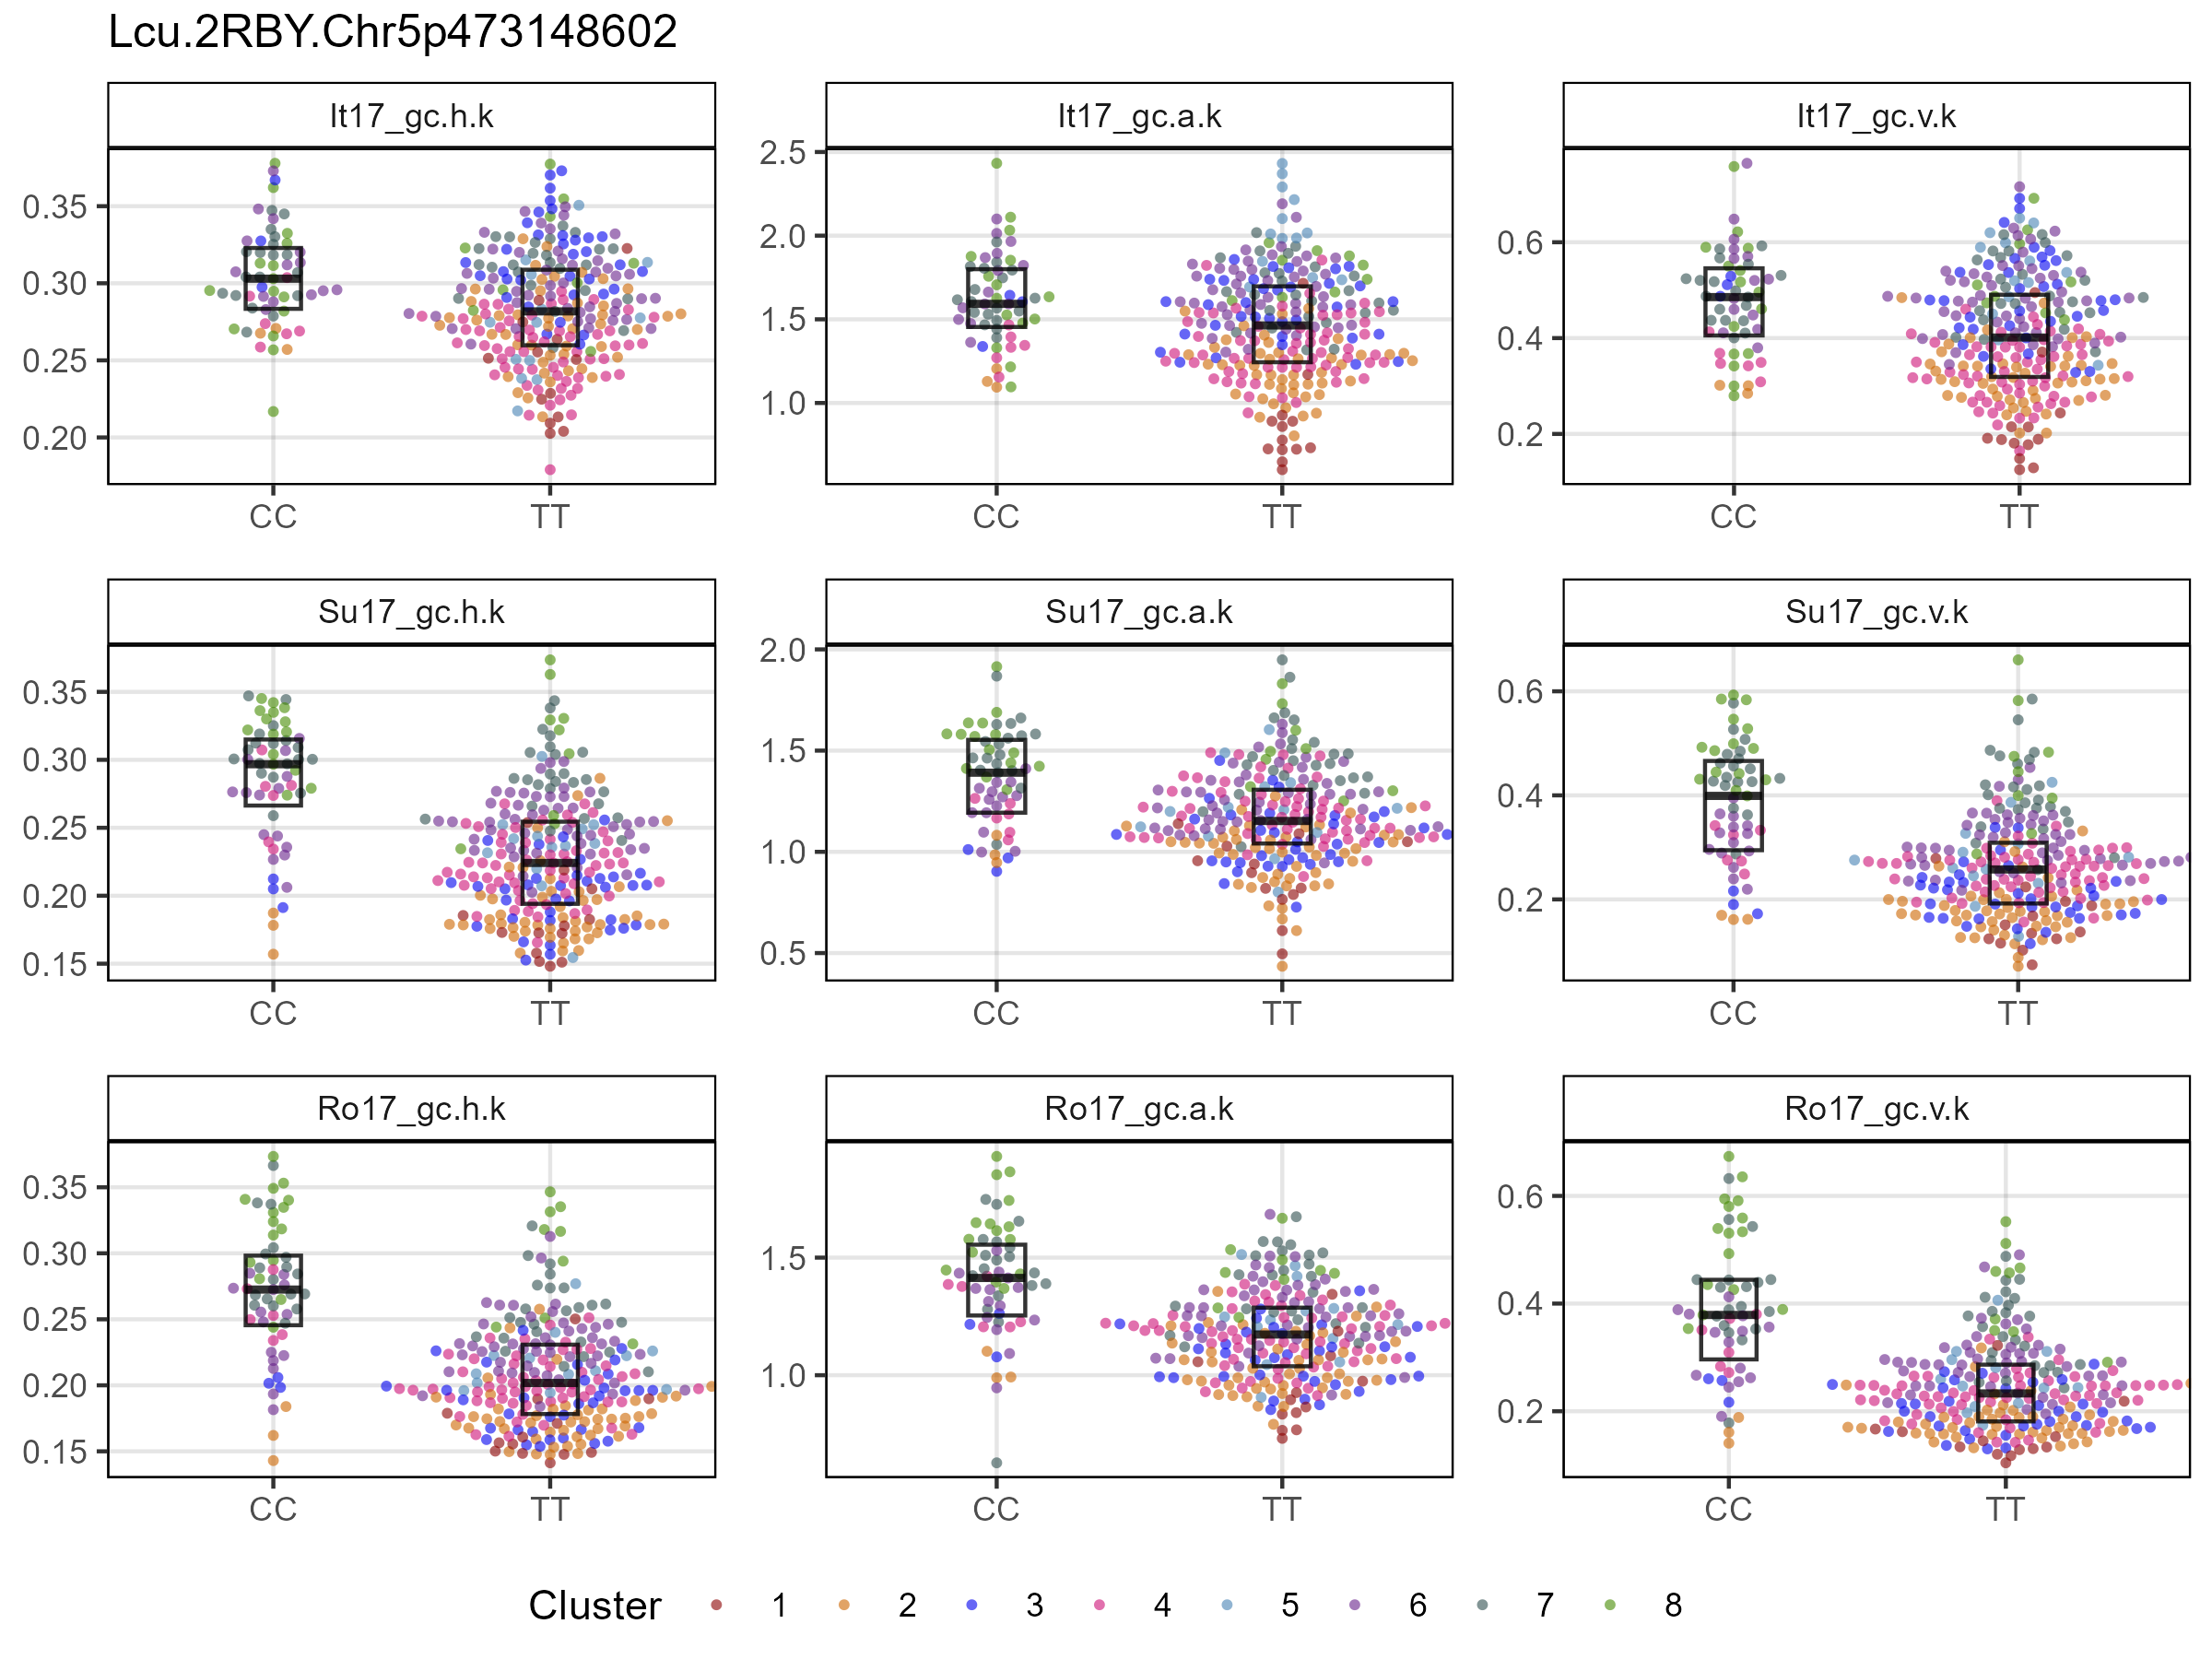 Lcu.2RBY.Chr5p473148602
It17_gc.h.k
It17_gc.a.k
It17_gc.v.k
0.35
0.30
0.25
0.20
CC
TT
2.5
2.0
1.5
1.0
CC
TT
0.6
0.4
0.2
CC
TT
Su17_gc.h.k
Su17_gc.a.k
Su17_gc.v.k
0.35
0.30
0.25
0.20
0.15
CC
TT
2.0
1.5
1.0
0.5
CC
TT
0.6
0.4
0.2
CC
TT
Ro17_gc.h.k
Ro17_gc.a.k
Ro17_gc.v.k
0.35
0.30
0.25
0.20
0.15
CC
TT
1.5
1.0
CC
TT
0.6
0.4
0.2
CC
TT
Cluster 1 2 3 4 5 6 7 8